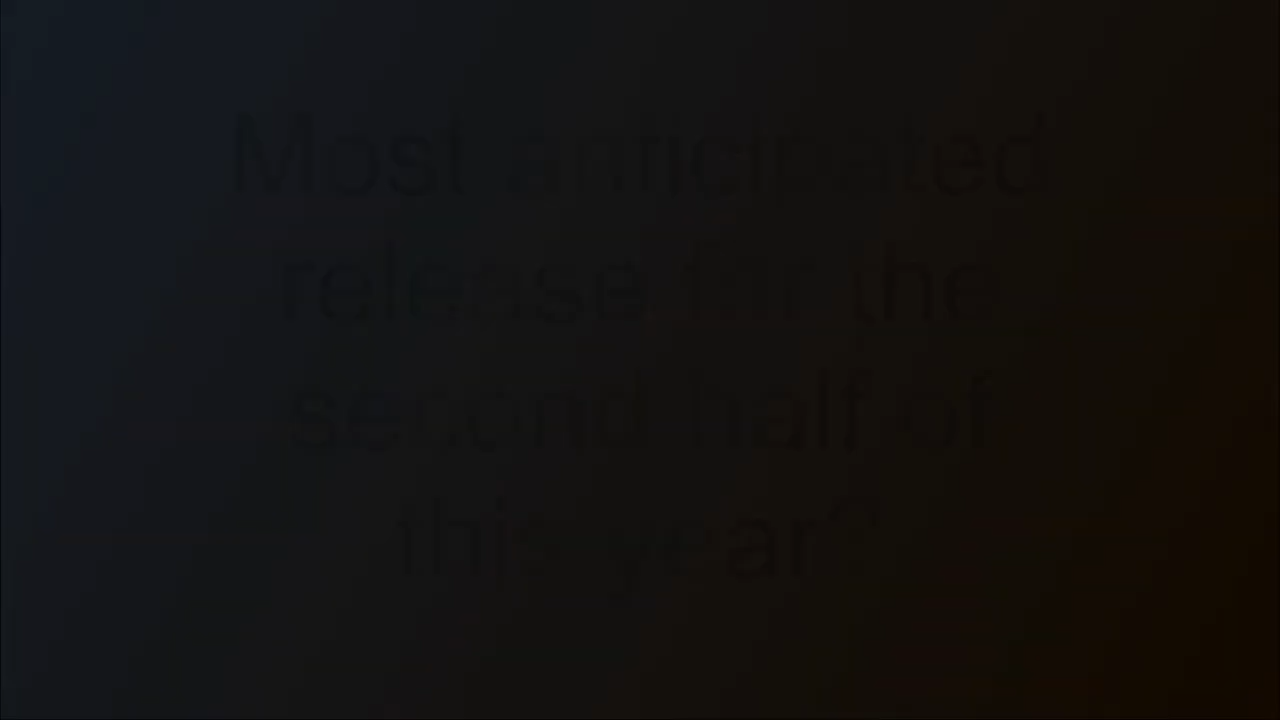 Most anticipated
release for the
second half of
this year?